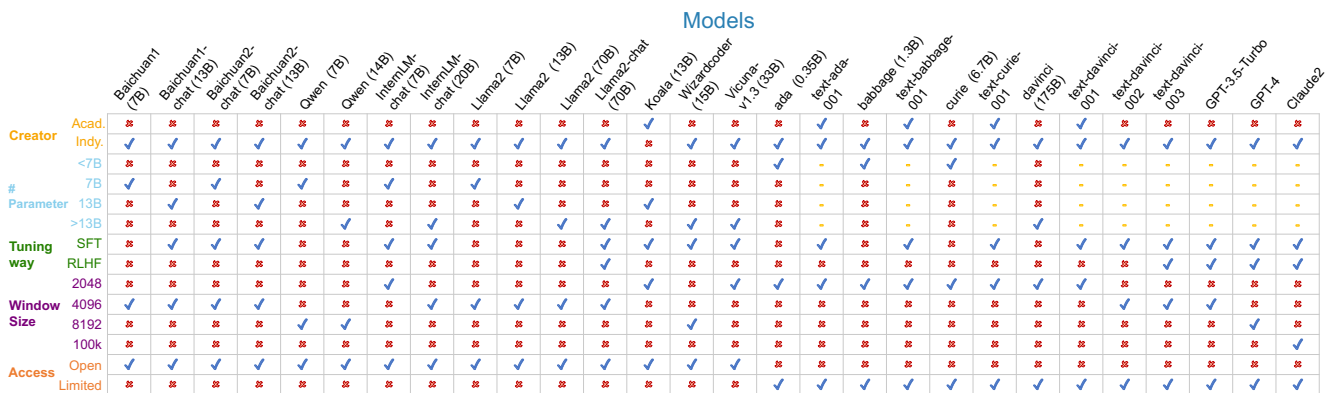 Models
Baichuan1
(7B)
Baichuan1-
chat (13B)
Baichuan2-
chat (7B)
Baichuan2-
chat (13B)
Qwen (7B)
Qwen (14B)
InternLM-
chat (7B)
InternLM-
chat (20B)
Llama2 (7B)
Llama2 (13B)
Llama2 (70B)
Llama2-chat
(70B)
Koala (13B)
Wizardcoder
(15B)
Vicuna-
v1.3 (33B)
ada (0.35B)
text-ada-
001
babbage (1.3B)
text-babbage-
001
curie (6.7B)
text-curie-
001
davinci
(175B)
text-davinci-
001
text-davinci-
002
text-davinci-
003
GPT-3.5-Turbo
GPT-4
Claude2
Creator
Acad.
Indy.
#
Parameter
<7B
7B
13B
>13B
Tuning
way
SFT
RLHF
Window
Size
2048
4096
8192
100k
Access
Open
Limited